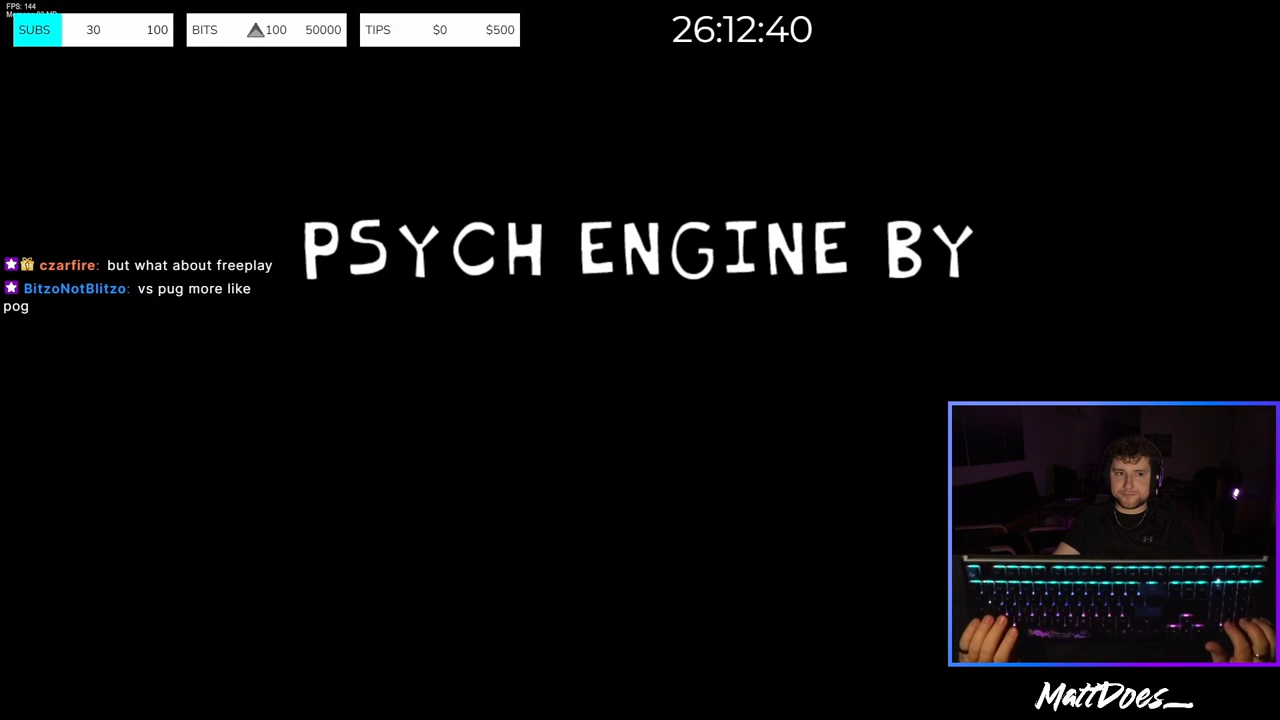 FPS: 144
SUBS 30 100
BITS 100 50000
TIPS $0 $500
26:12:40
PSYCH ENGINE BY
czarfire: but what about freeplay
BitzoNotBlitzo: vs pug more like
pog
MattDoes_